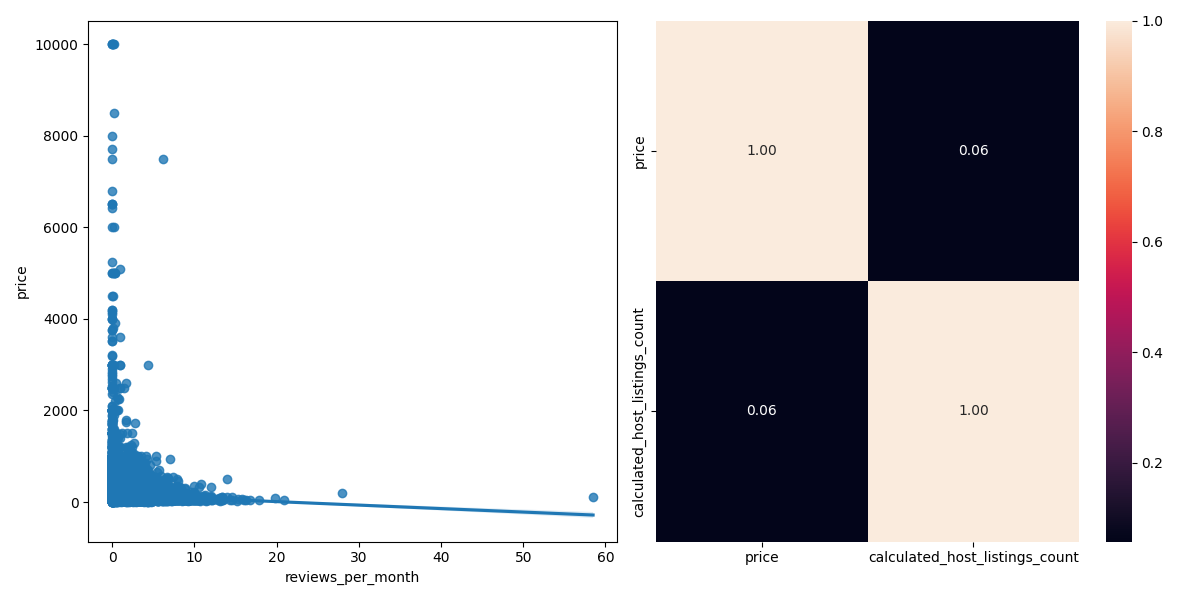 10000
8000
6000
4000
2000
0
price
0 10 20 30 40 50 60
reviews_per_month
price
calculated_host_listings_count
1.00 0.06
0.06 1.00
price calculated_host_listings_count
1.0
0.8
0.6
0.4
0.2